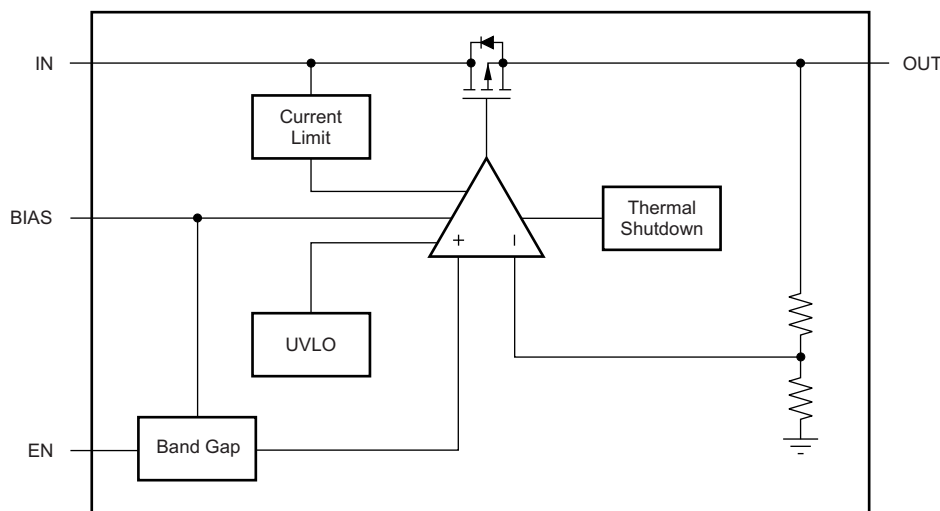 IN
OUT
Current
Limit
BIAS
Thermal
Shutdown
+
–
UVLO
EN
Band Gap